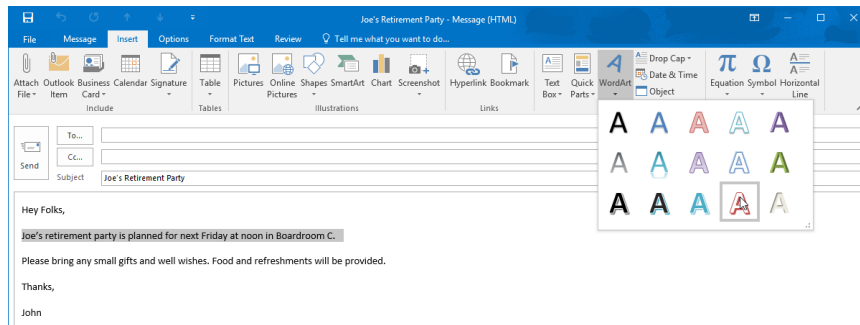 Joe's Retirement Party - Message (HTML)
File Message Insert Options Format Text Review Tell me what you want to do...
Attach File Outlook Item Business Card Calendar Signature Table Pictures Online Pictures Shapes SmartArt Chart Screenshot Hyperlink Bookmark Text Box Quick Parts WordArt Drop Cap Date & Time Object Equation Symbol Horizontal Line
Include Tables Illustrations Links
A A A A A
A A A A A
A A A A A
Send
To...
Cc...
Subject Joe's Retirement Party
Hey Folks,
Joe's retirement party is planned for next Friday at noon in Boardroom C.
Please bring any small gifts and well wishes. Food and refreshments will be provided.
Thanks,
John